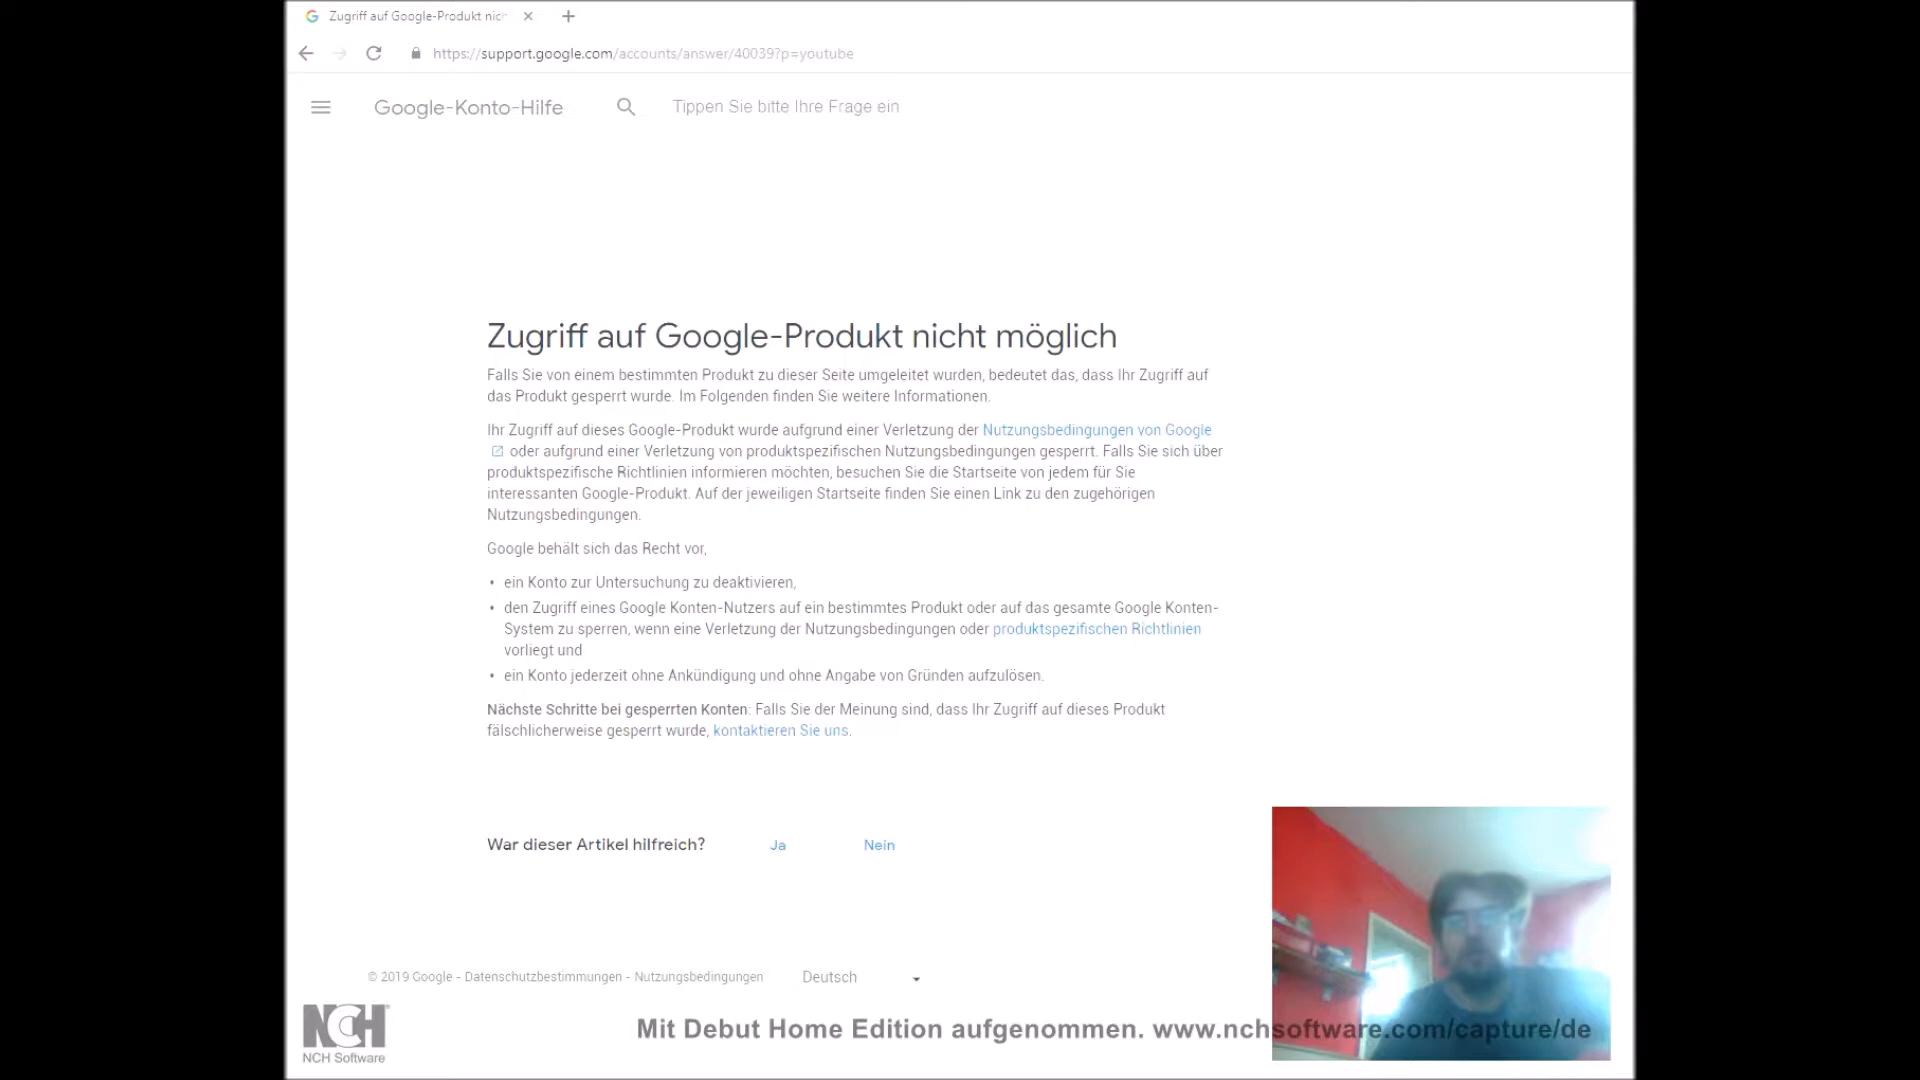 Zugriff auf Google-Produkt nich
https://support.google.com/accounts/answer/40039?p=youtube
Google-Konto-Hilfe
Tippen Sie bitte Ihre Frage ein
Zugriff auf Google-Produkt nicht möglich
Falls Sie von einem bestimmten Produkt zu dieser Seite umgeleitet wurden, bedeutet das, dass Ihr Zugriff auf
das Produkt gesperrt wurde. Im Folgenden finden Sie weitere Informationen.
Ihr Zugriff auf dieses Google-Produkt wurde aufgrund einer Verletzung der Nutzungsbedingungen von Google
oder aufgrund einer Verletzung von produktspezifischen Nutzungsbedingungen gesperrt. Falls Sie sich über
produktspezifische Richtlinien informieren möchten, besuchen Sie die Startseite von jedem für Sie
interessanten Google-Produkt. Auf der jeweiligen Startseite finden Sie einen Link zu den zugehörigen
Nutzungsbedingungen.
Google behält sich das Recht vor,
• ein Konto zur Untersuchung zu deaktivieren,
• den Zugriff eines Google Konten-Nutzers auf ein bestimmtes Produkt oder auf das gesamte Google Konten-
System zu sperren, wenn eine Verletzung der Nutzungsbedingungen oder produktspezifischen Richtlinien
vorliegt und
• ein Konto jederzeit ohne Ankündigung und ohne Angabe von Gründen aufzulösen.
Nächste Schritte bei gesperrten Konten: Falls Sie der Meinung sind, dass Ihr Zugriff auf dieses Produkt
fälschlicherweise gesperrt wurde, kontaktieren Sie uns.
War dieser Artikel hilfreich? Ja Nein
© 2019 Google - Datenschutzbestimmungen - Nutzungsbedingungen Deutsch
NCH
NCH Software
Mit Debut Home Edition aufgenommen. www.nchsoftware.com/capture/de